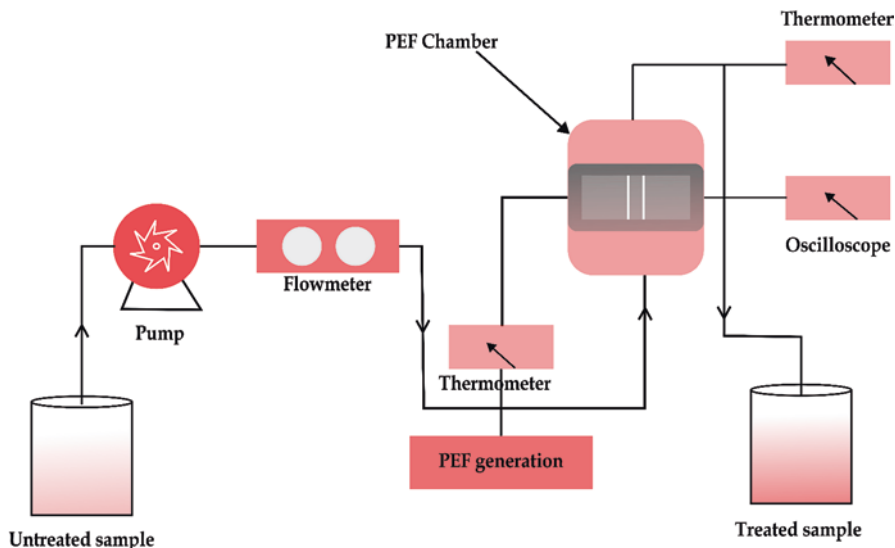 Thermometer
PEF Chamber
Oscilloscope
Flowmeter
Pump
Thermometer
PEF generation
Untreated sample
Treated sample